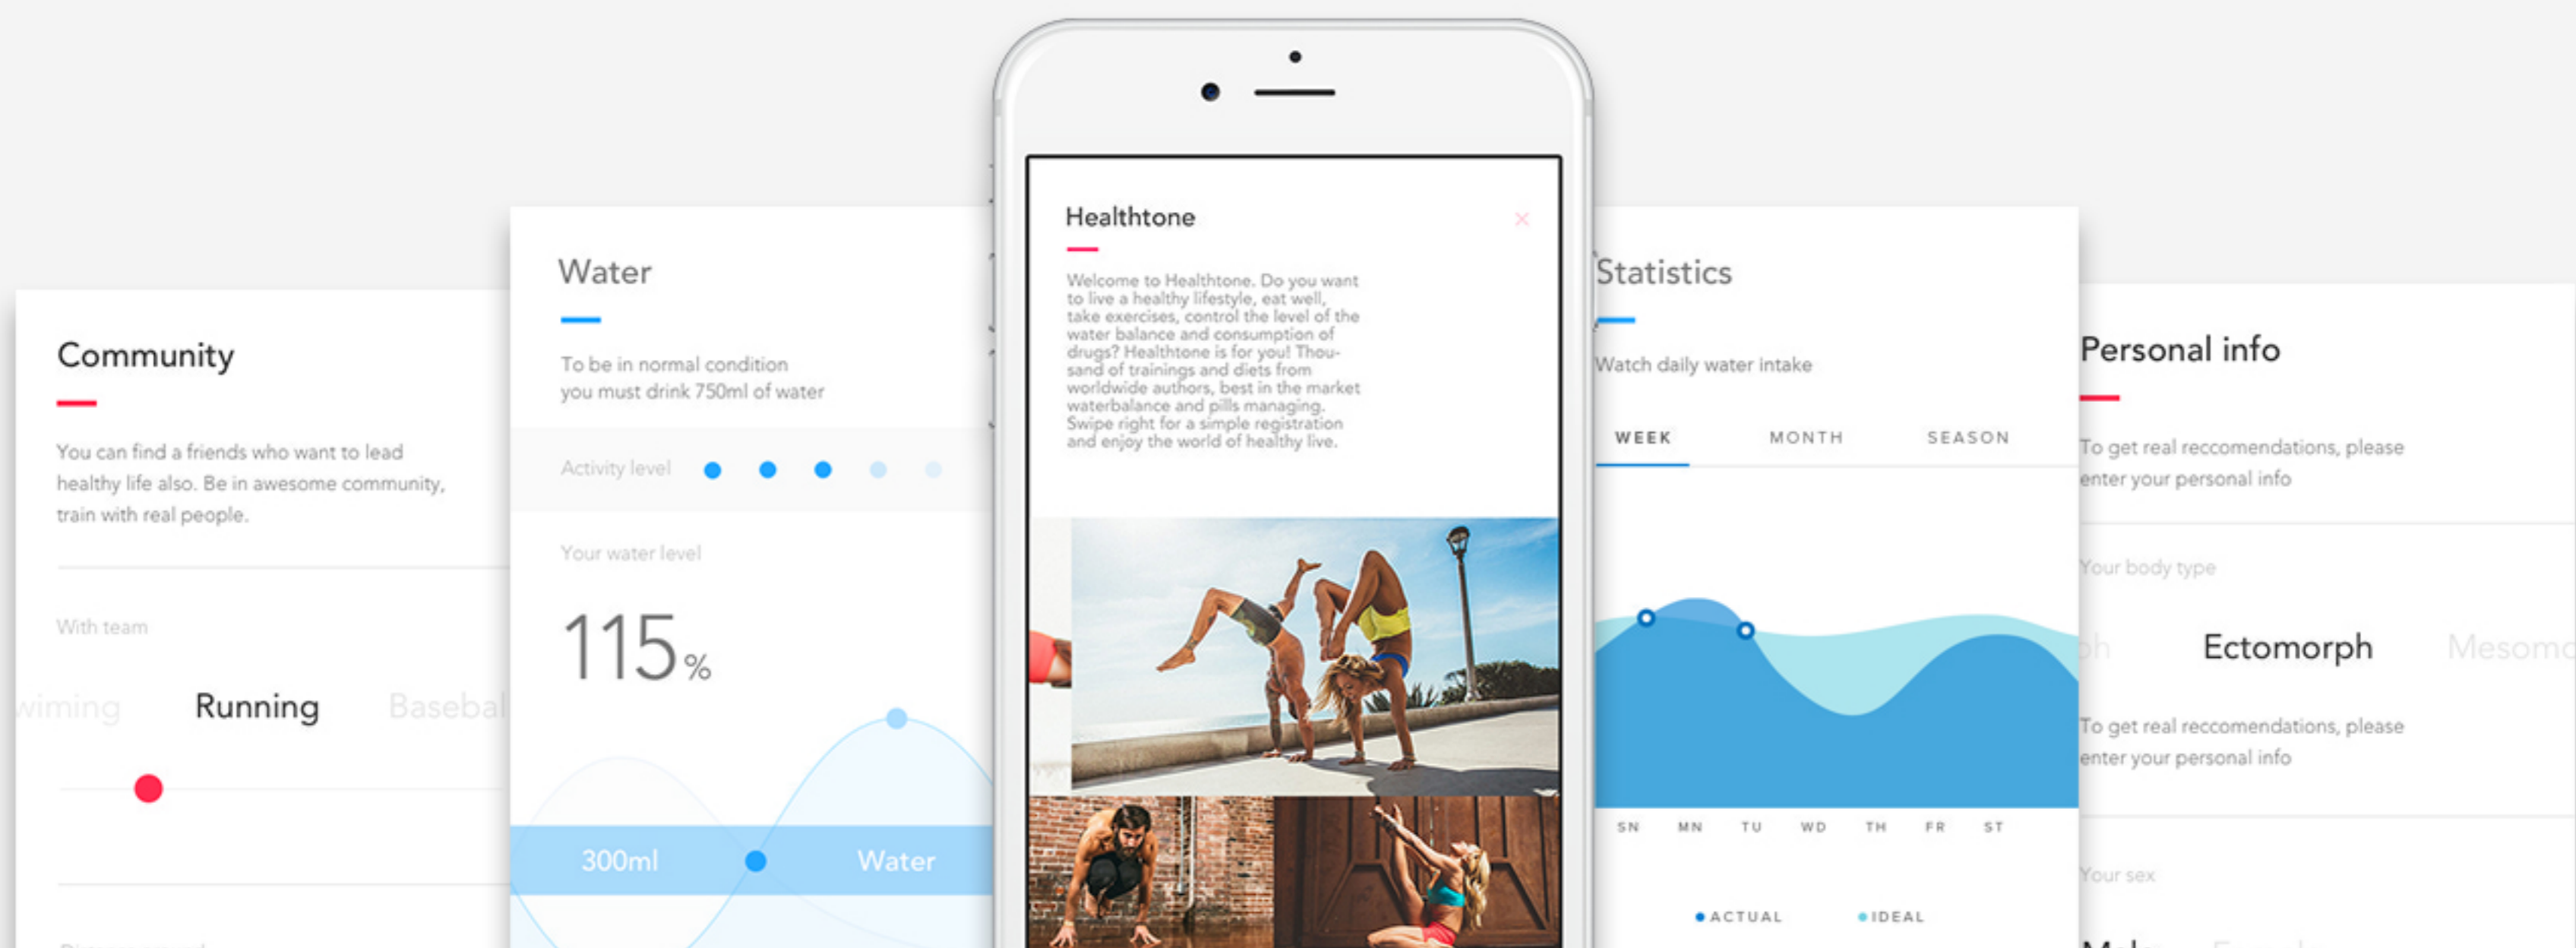 Community
You can find a friends who want to lead
healthy life also. Be in awesome community,
train with real people.
With team
wiming Running Basebal
Water
To be in normal condition
you must drink 750ml of water
Activity level
Your water level
115%
300ml Water
Healthtone
Welcome to Healthtone. Do you want
to live a healthy lifestyle, eat well,
take exercises, control the level of the
water balance and consumption of
drugs? Healthtone is for you! Thou-
sand of trainings and diets from
worldwide authors, best in the market
waterbalance and pills managing.
Swipe right for a simple registration
and enjoy the world of healthy live.
Statistics
Watch daily water intake
WEEK MONTH SEASON
SN MN TU WD TH FR ST
ACTUAL IDEAL
Personal info
To get real reccomendations, please
enter your personal info
Your body type
ph Ectomorph Mesomo
To get real reccomendations, please
enter your personal info
Your sex